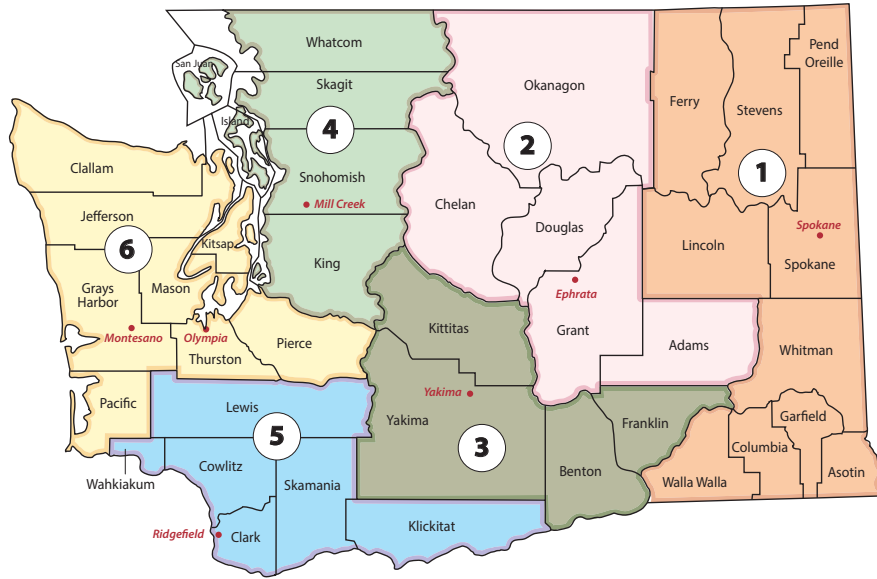 Whatcom
San Juan
Skagit
Island
4
Snohomish
Mill Creek
King
Okanagon
2
Chelan
Douglas
Ephrata
Grant
Adams
Ferry
Stevens
Pend
Oreille
1
Lincoln
Spokane
Spokane
Whitman
Garfield
Columbia
Asotin
Walla Walla
Clallam
Jefferson
6
Kitsap
Grays
Harbor
Mason
Montesano
Olympia
Thurston
Pierce
Pacific
Kittitas
Yakima
Yakima
3
Franklin
Benton
Lewis
5
Wahkiakum
Cowlitz
Skamania
Ridgefield
Clark
Klickitat